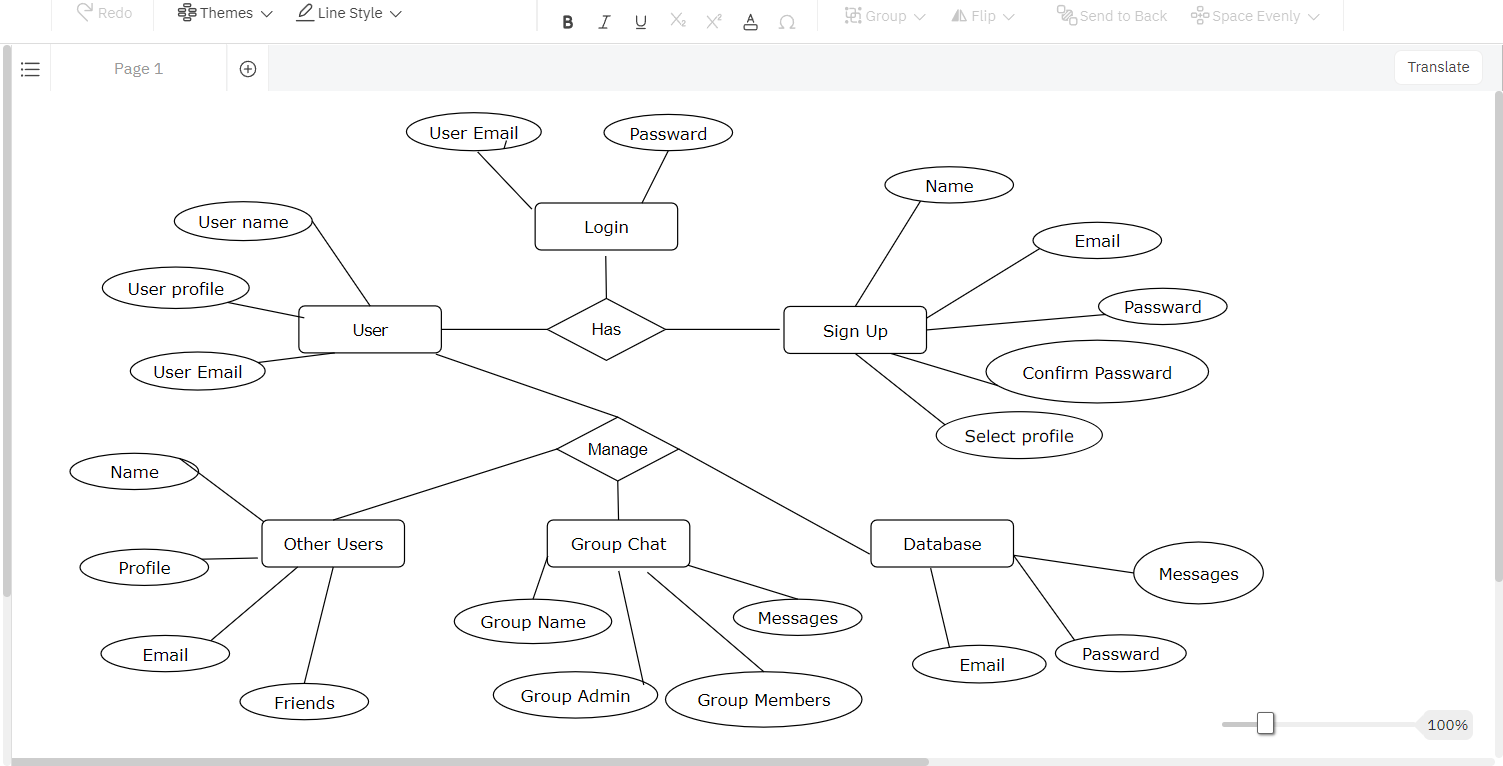 Redo
Themes
Line Style
B I U X₂ X² A Ω
Group
Flip
Send to Back
Space Evenly
Page 1
Translate
User Email
Passward
Name
Login
User name
Email
User profile
Passward
User
Has
Sign Up
User Email
Confirm Passward
Select profile
Manage
Name
Other Users
Group Chat
Database
Profile
Messages
Group Name
Messages
Email
Email
Passward
Friends
Group Admin
Group Members
100%